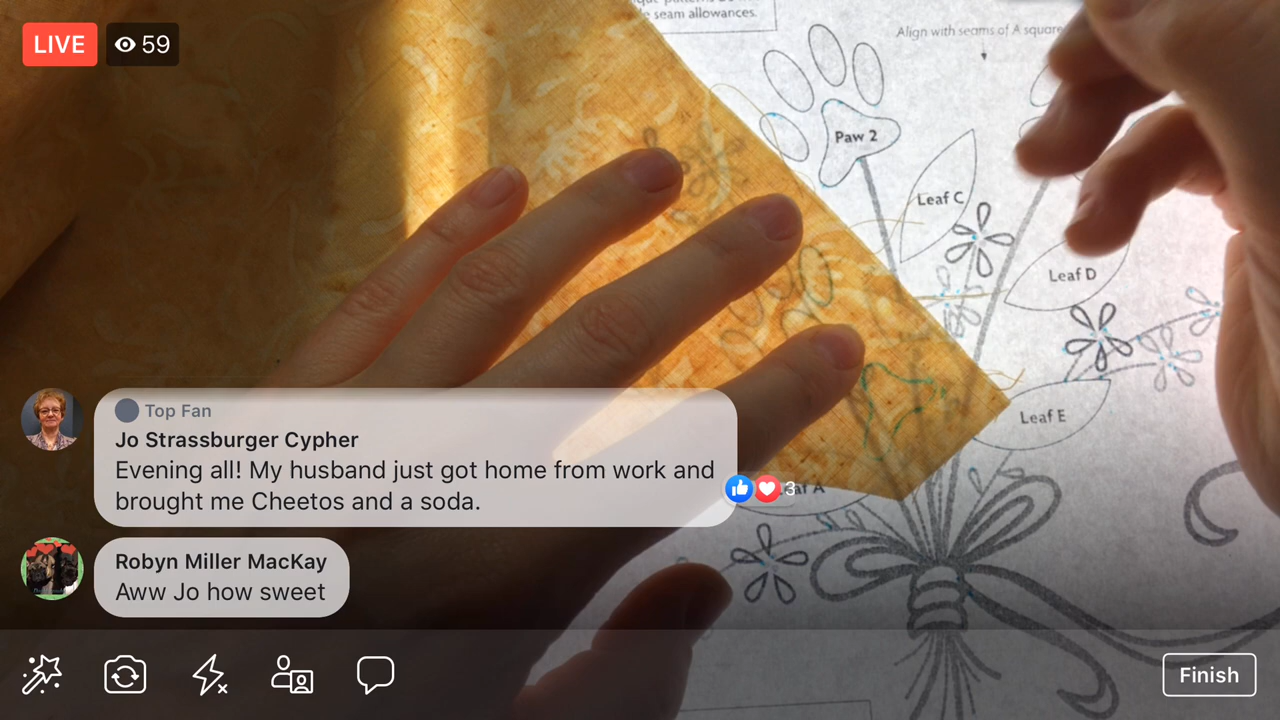 LIVE
59
seam allowances.
Align with seams of A square
Paw 2
Leaf C
Leaf D
Leaf E
Leaf A
Top Fan
Jo Strassburger Cypher
Evening all! My husband just got home from work and
brought me Cheetos and a soda.
3
Robyn Miller MacKay
Aww Jo how sweet
Finish